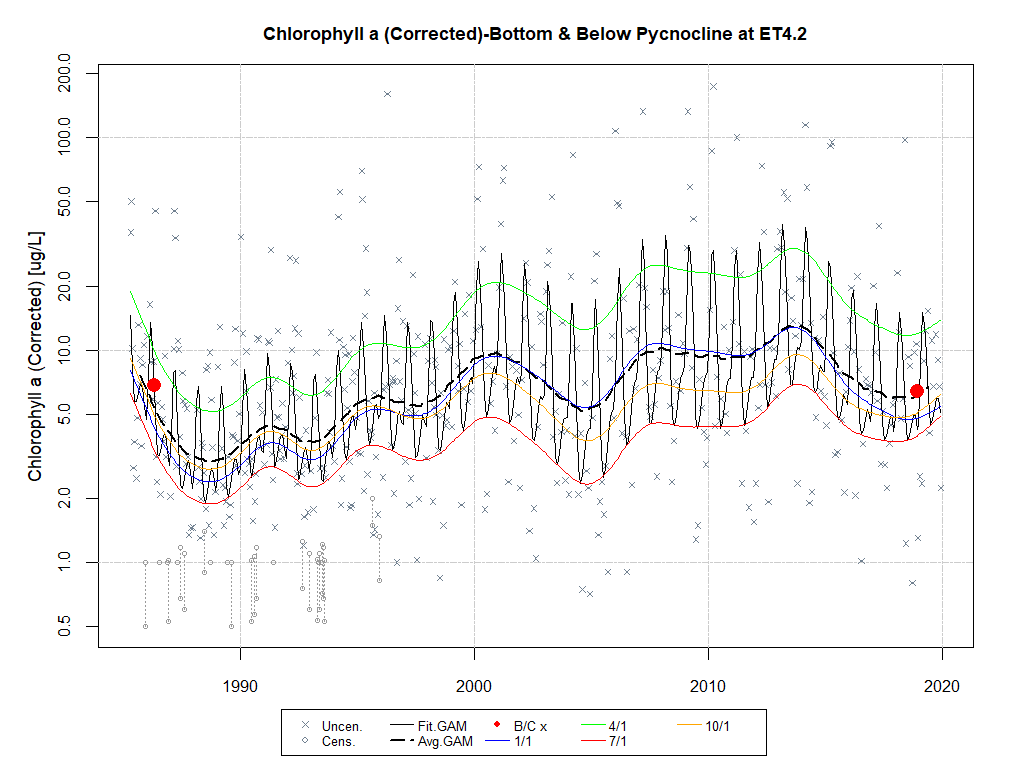 Chlorophyll a (Corrected)-Bottom & Below Pycnocline at ET4.2
Chlorophyll a (Corrected) [ug/L]
200.0
100.0
50.0
20.0
10.0
5.0
2.0
1.0
0.5
1990 2000 2010 2020
Uncen. Fit.GAM B/C x 4/1 10/1
Cens. Avg.GAM 1/1 7/1